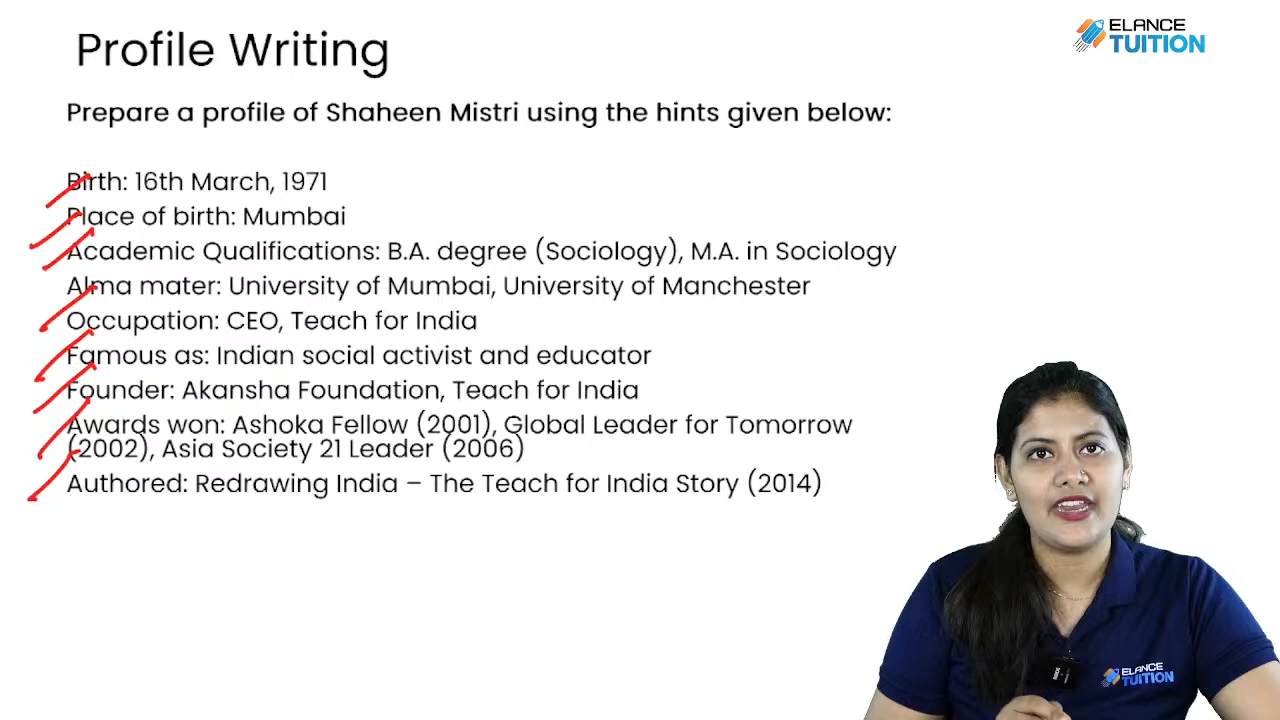 Profile Writing
ELANCE
TUITION
Prepare a profile of Shaheen Mistri using the hints given below:
Birth: 16th March, 1971
Place of birth: Mumbai
Academic Qualifications: B.A. degree (Sociology), M.A. in Sociology
Alma mater: University of Mumbai, University of Manchester
Occupation: CEO, Teach for India
Famous as: Indian social activist and educator
Founder: Akansha Foundation, Teach for India
Awards won: Ashoka Fellow (2001), Global Leader for Tomorrow
(2002), Asia Society 21 Leader (2006)
Authored: Redrawing India – The Teach for India Story (2014)
ELANCE
TUITION